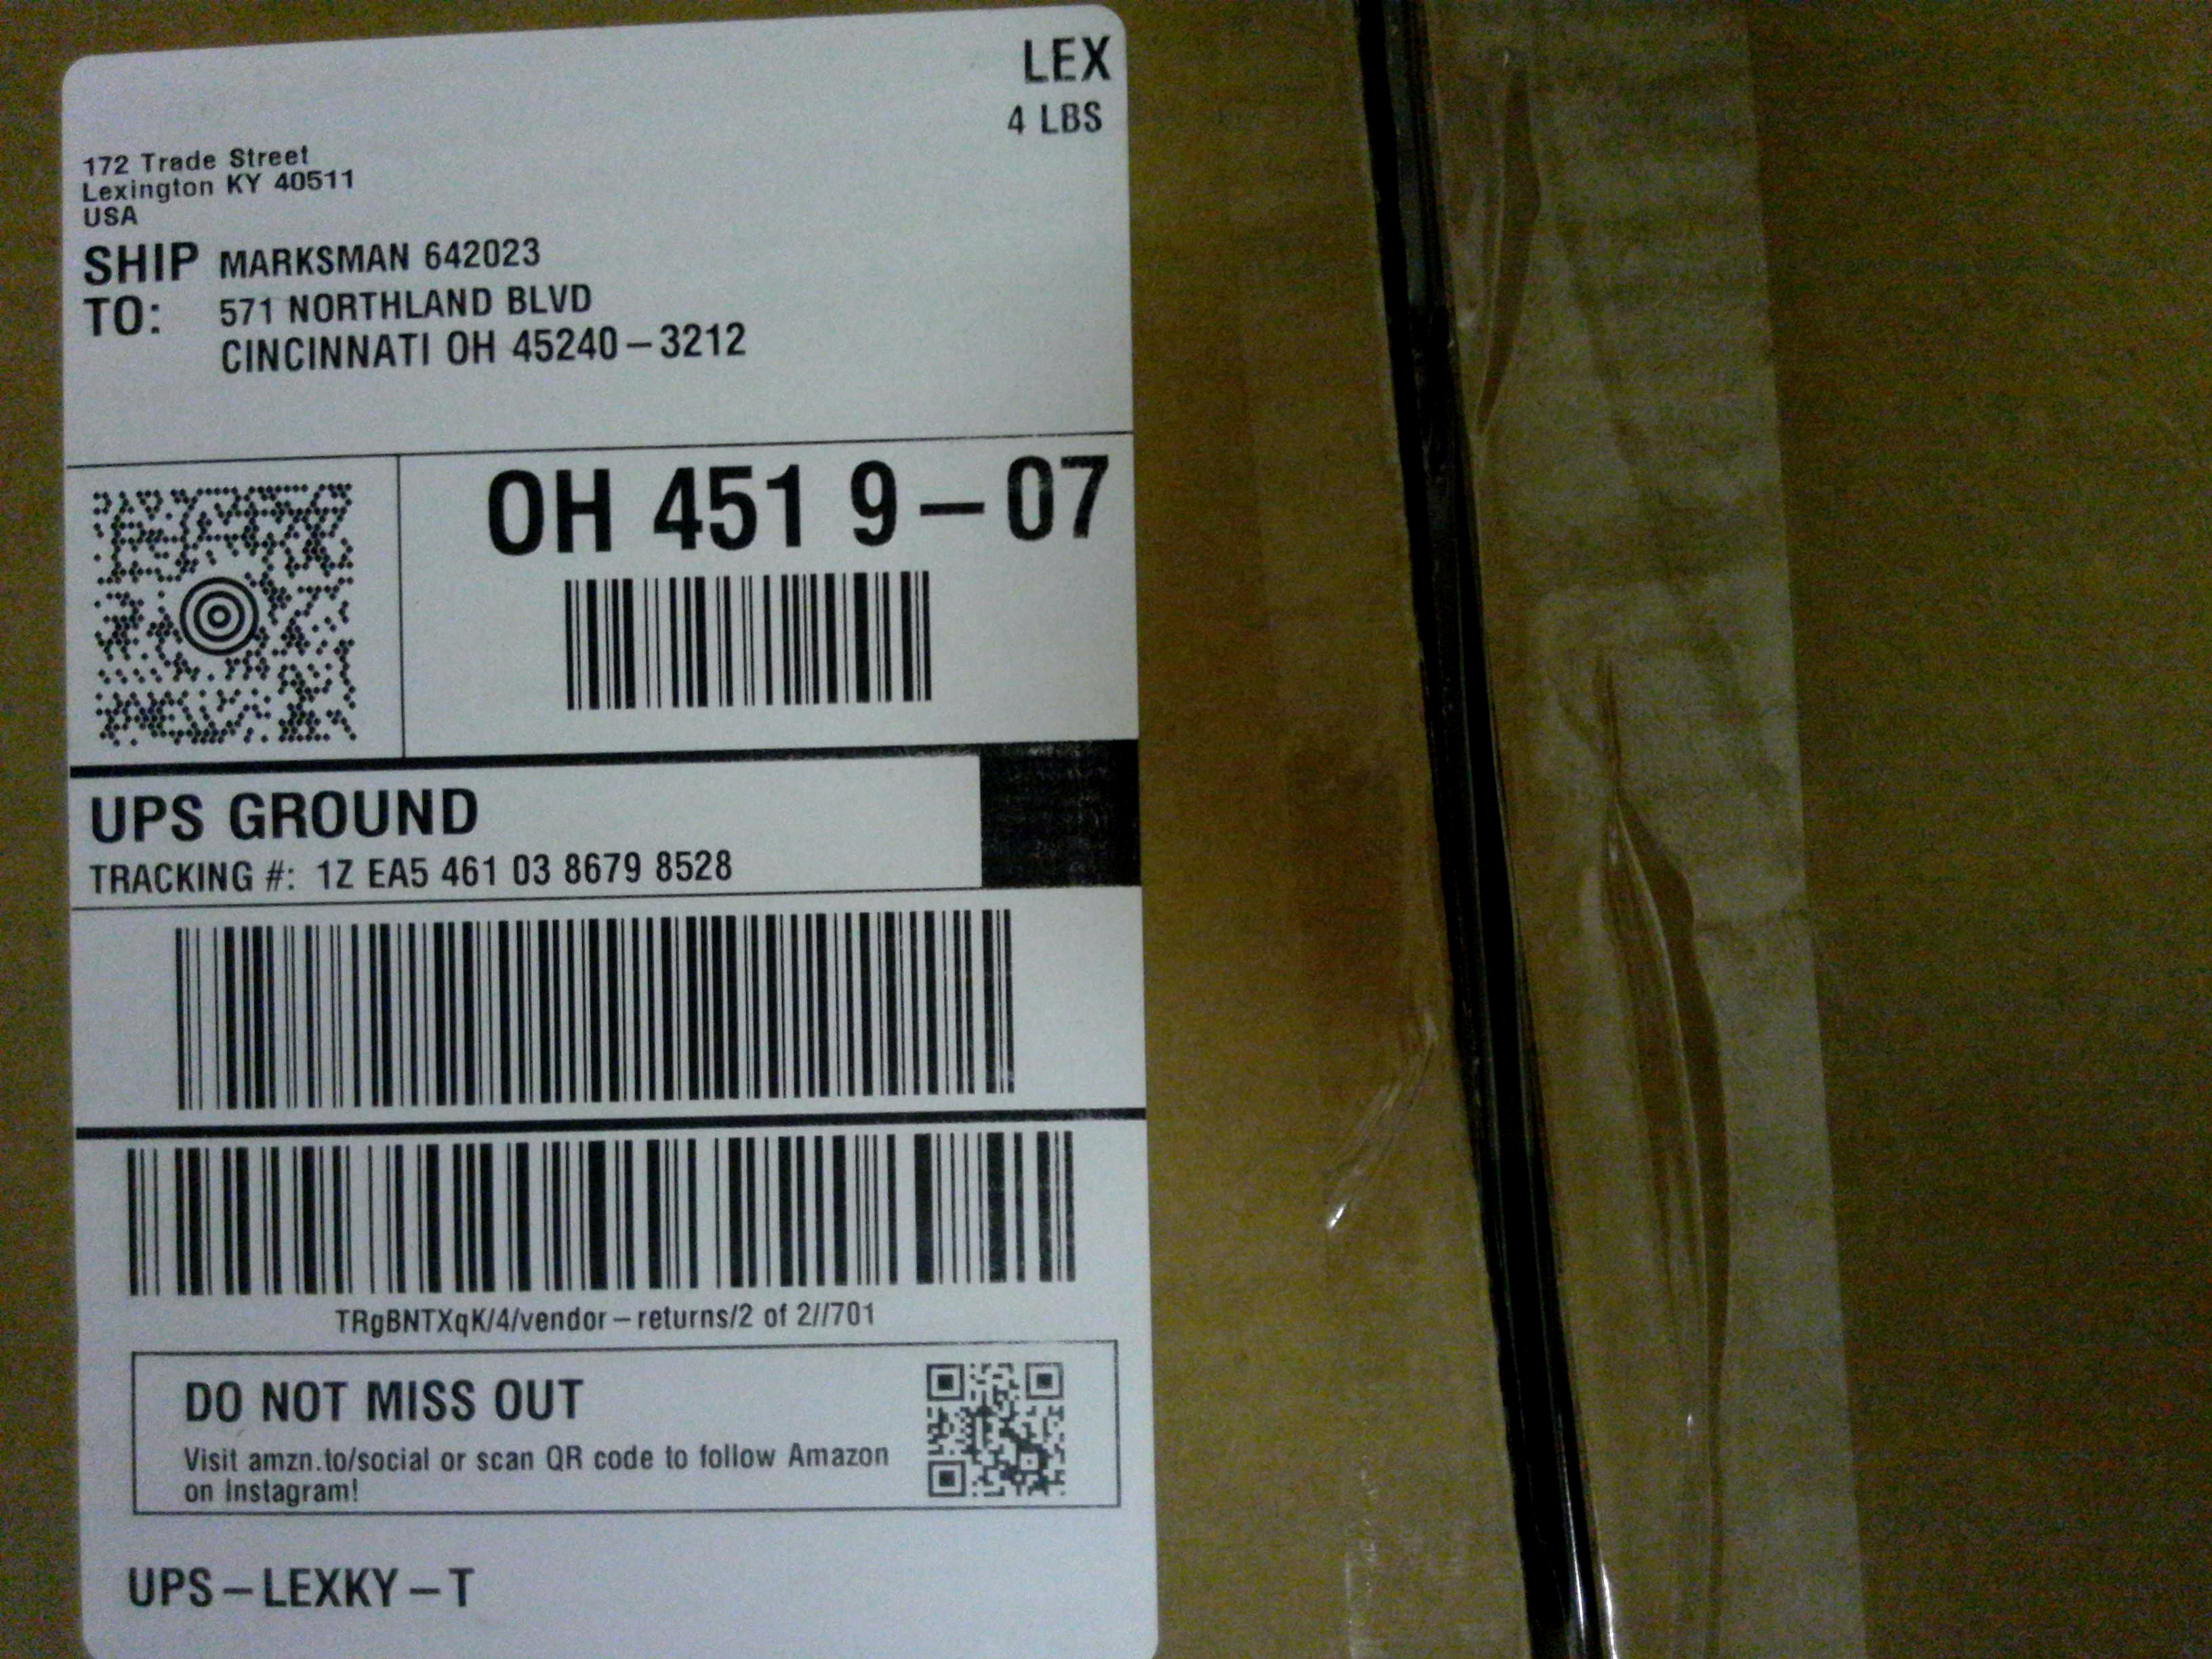 LEX
4 LBS
172 Trade Street
Lexington KY 40511
USA
SHIP TO: MARKSMAN 642023
571 NORTHLAND BLVD
CINCINNATI OH 45240-3212
OH 451 9-07
UPS GROUND
TRACKING #: 1Z EA5 461 03 8679 8528
TRgBNTXqK/4/vendor-returns/2 of 2//701
DO NOT MISS OUT
Visit amzn.to/social or scan QR code to follow Amazon
on Instagram!
UPS-LEXKY-T